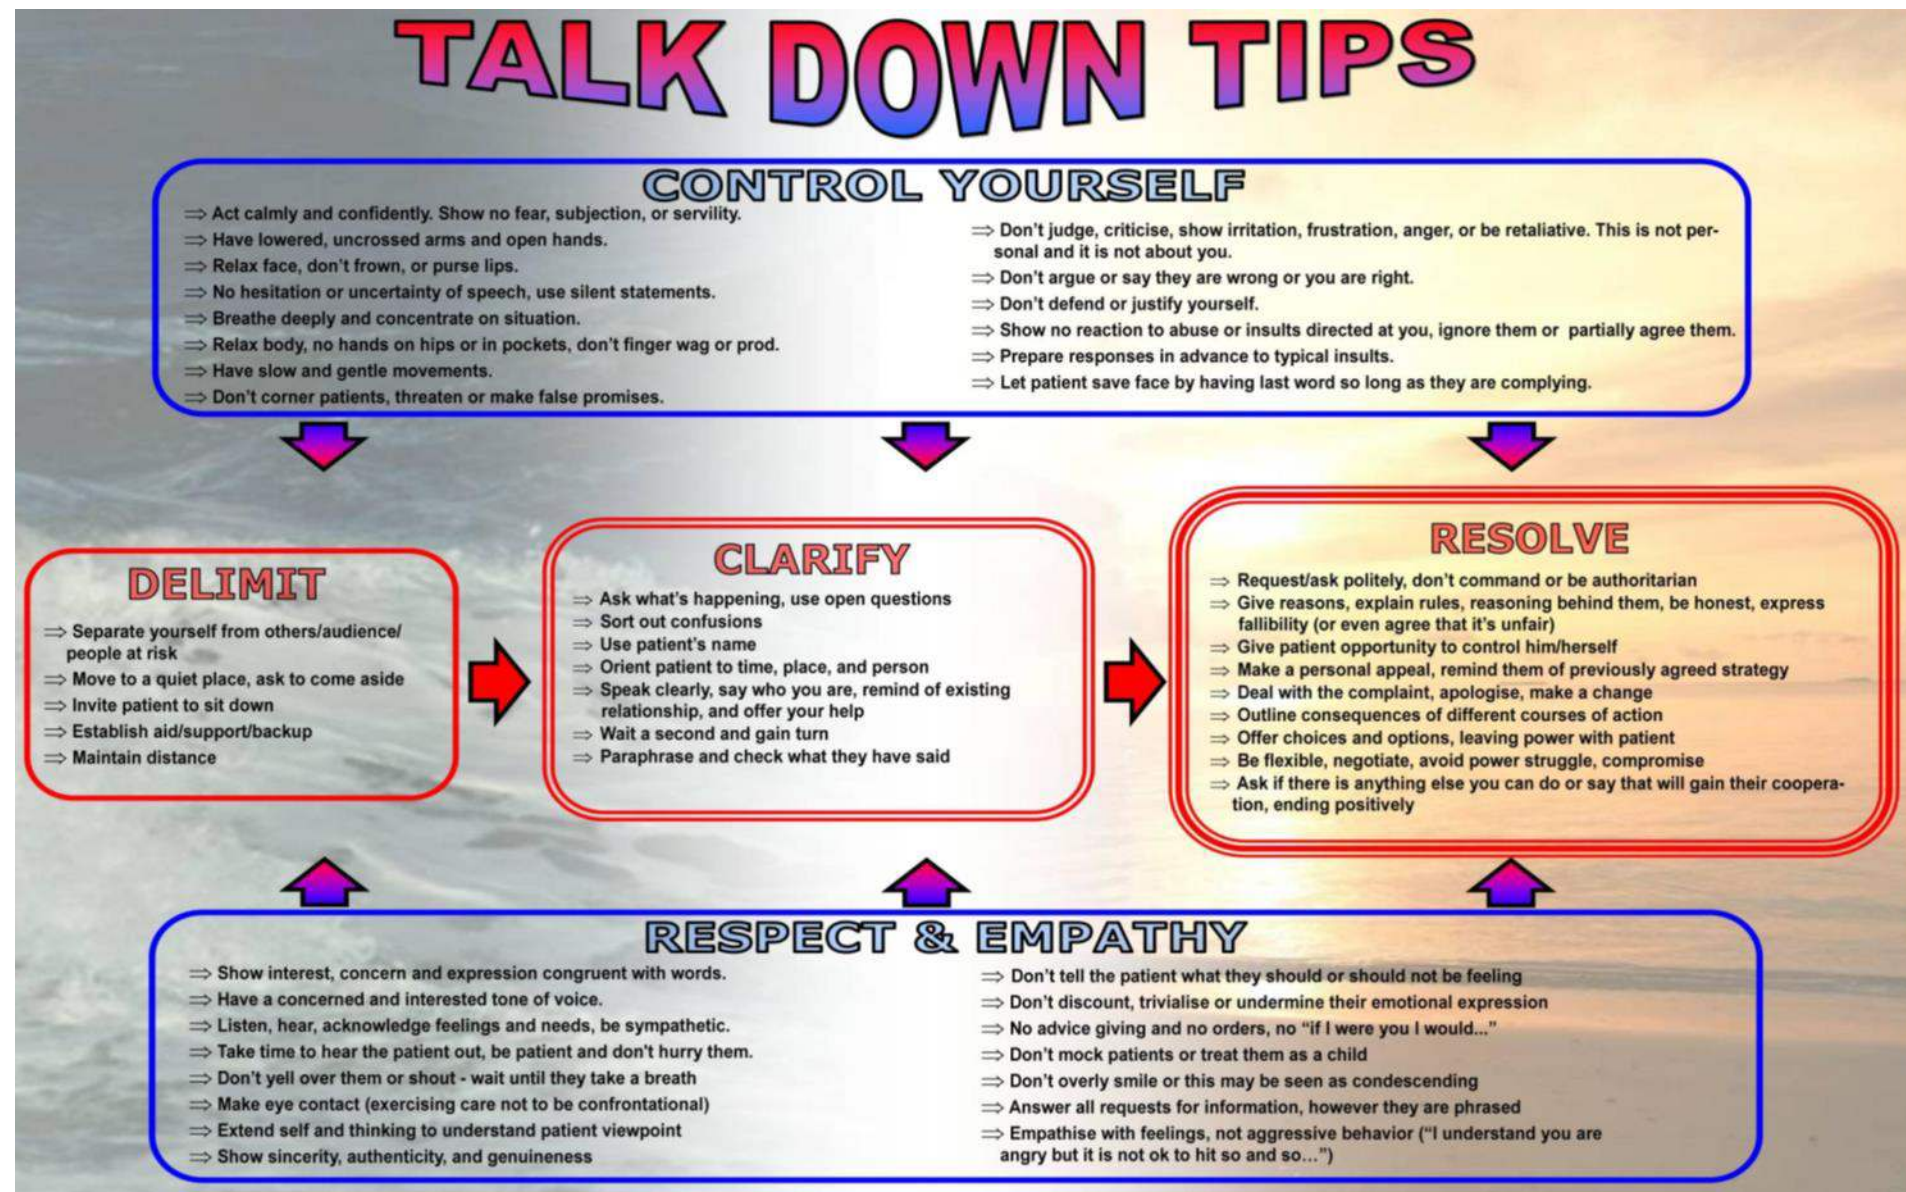 TALK DOWN TIPS
CONTROL YOURSELF
⇒ Act calmly and confidently. Show no fear, subjection, or servility.
⇒ Have lowered, uncrossed arms and open hands.
⇒ Relax face, don't frown, or purse lips.
⇒ No hesitation or uncertainty of speech, use silent statements.
⇒ Breathe deeply and concentrate on situation.
⇒ Relax body, no hands on hips or in pockets, don't finger wag or prod.
⇒ Have slow and gentle movements.
⇒ Don't corner patients, threaten or make false promises.
⇒ Don't judge, criticise, show irritation, frustration, anger, or be retaliative. This is not per-
sonal and it is not about you.
⇒ Don't argue or say they are wrong or you are right.
⇒ Don't defend or justify yourself.
⇒ Show no reaction to abuse or insults directed at you, ignore them or partially agree them.
⇒ Prepare responses in advance to typical insults.
⇒ Let patient save face by having last word so long as they are complying.
DELIMIT
⇒ Separate yourself from others/audience/
people at risk
⇒ Move to a quiet place, ask to come aside
⇒ Invite patient to sit down
⇒ Establish aid/support/backup
⇒ Maintain distance
CLARIFY
⇒ Ask what's happening, use open questions
⇒ Sort out confusions
⇒ Use patient's name
⇒ Orient patient to time, place, and person
⇒ Speak clearly, say who you are, remind of existing
relationship, and offer your help
⇒ Wait a second and gain turn
⇒ Paraphrase and check what they have said
RESOLVE
⇒ Request/ask politely, don't command or be authoritarian
⇒ Give reasons, explain rules, reasoning behind them, be honest, express
fallibility (or even agree that it's unfair)
⇒ Give patient opportunity to control him/herself
⇒ Make a personal appeal, remind them of previously agreed strategy
⇒ Deal with the complaint, apologise, make a change
⇒ Outline consequences of different courses of action
⇒ Offer choices and options, leaving power with patient
⇒ Be flexible, negotiate, avoid power struggle, compromise
⇒ Ask if there is anything else you can do or say that will gain their coopera-
tion, ending positively
RESPECT & EMPATHY
⇒ Show interest, concern and expression congruent with words.
⇒ Have a concerned and interested tone of voice.
⇒ Listen, hear, acknowledge feelings and needs, be sympathetic.
⇒ Take time to hear the patient out, be patient and don't hurry them.
⇒ Don't yell over them or shout - wait until they take a breath
⇒ Make eye contact (exercising care not to be confrontational)
⇒ Extend self and thinking to understand patient viewpoint
⇒ Show sincerity, authenticity, and genuineness
⇒ Don't tell the patient what they should or should not be feeling
⇒ Don't discount, trivialise or undermine their emotional expression
⇒ No advice giving and no orders, no “if I were you I would...”
⇒ Don't mock patients or treat them as a child
⇒ Don't overly smile or this may be seen as condescending
⇒ Answer all requests for information, however they are phrased
⇒ Empathise with feelings, not aggressive behavior (“I understand you are
angry but it is not ok to hit so and so...”)